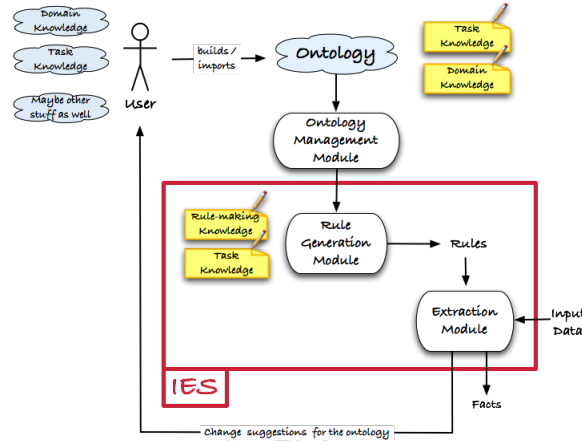 Domain
Knowledge
Task
Knowledge
Maybe other
stuff as well
User
builds /
imports
Ontology
Task
Knowledge
Domain
Knowledge
Ontology
Management
Module
Rule-making
Knowledge
Task
Knowledge
Rule
Generation
Module
Rules
Extraction
Module
Input
Data
IES
Facts
Change suggestions for the ontology